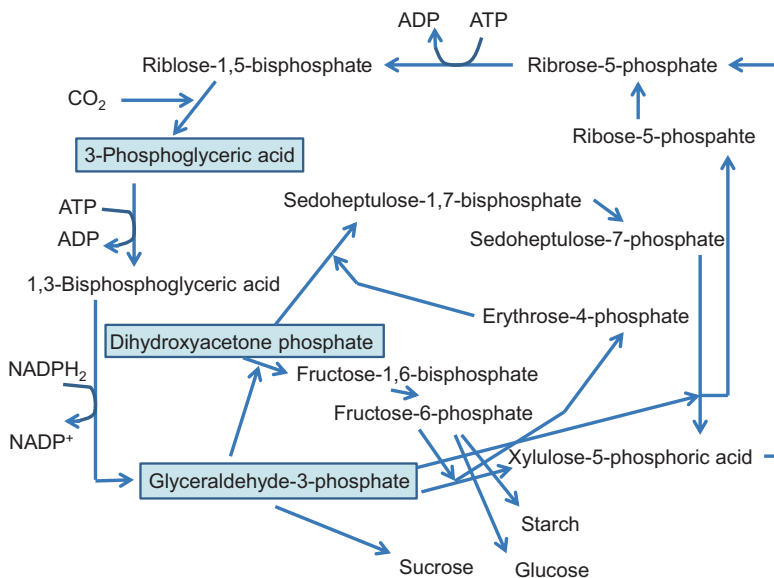 ADP ATP
Riblose-1,5-bisphosphate
Ribrose-5-phosphate
CO₂
Ribose-5-phospahte
3-Phosphoglyceric acid
Sedoheptulose-1,7-bisphosphate
ATP
Sedoheptulose-7-phosphate
ADP
1,3-Bisphosphoglyceric acid
Erythrose-4-phosphate
Dihydroxyacetone phosphate
NADPH₂
Fructose-1,6-bisphosphate
Fructose-6-phosphate
NADP⁺
Xylulose-5-phosphoric acid
Glyceraldehyde-3-phosphate
Starch
Sucrose
Glucose